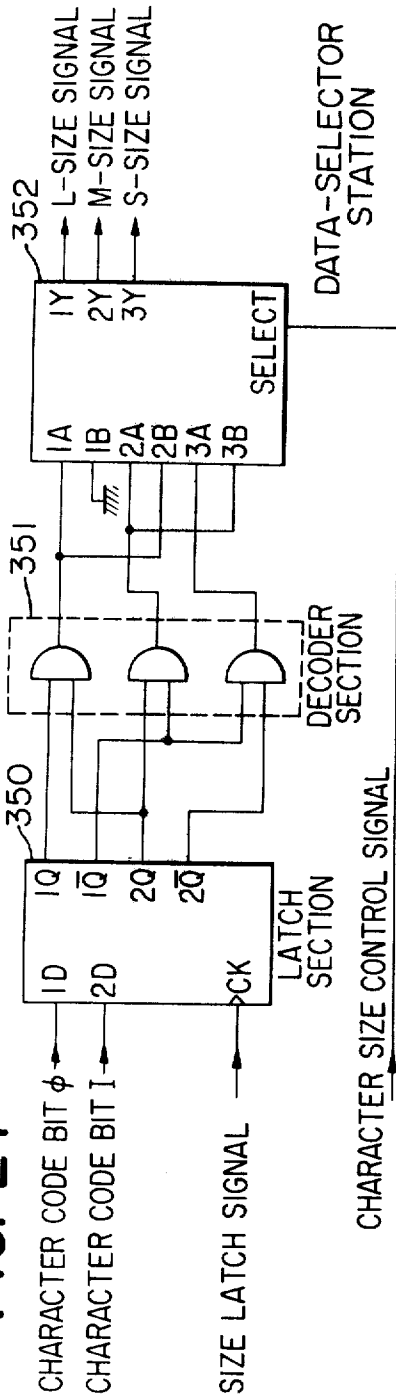 CHARACTER CODE BIT φ
CHARACTER CODE BIT I
SIZE LATCH SIGNAL
CHARACTER SIZE CONTROL SIGNAL
350
1D
2D
CK
1Q
1Q̅
2Q
2Q̅
LATCH
SECTION
351
DECODER
SECTION
352
1A
1B
2A
2B
3A
3B
1Y
2Y
3Y
SELECT
L-SIZE SIGNAL
M-SIZE SIGNAL
S-SIZE SIGNAL
DATA-SELECTOR
STATION